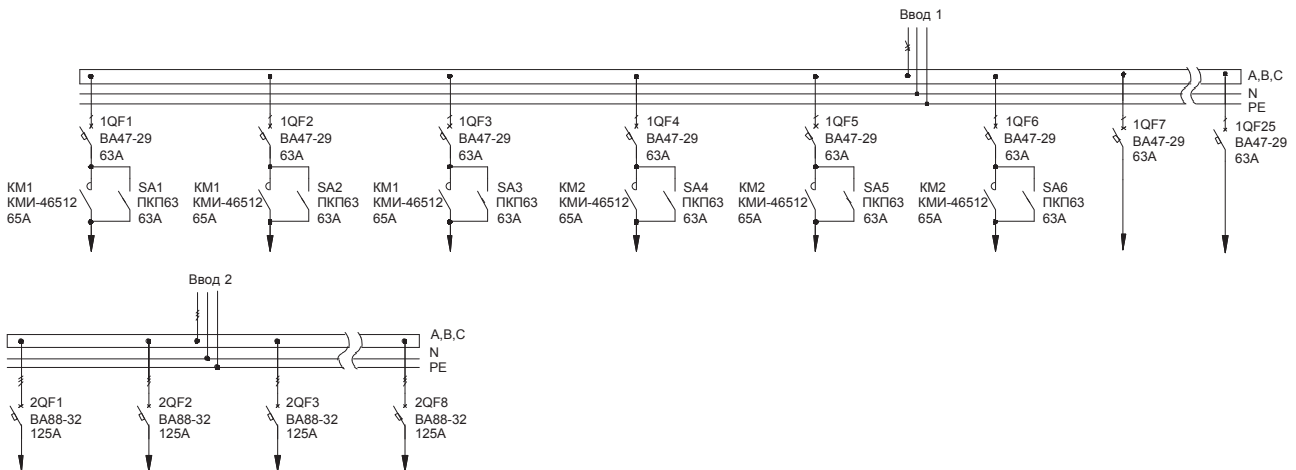 Ввод 1
A,B,C
N
PE
1QF1
ВА47-29
63А
1QF2
ВА47-29
63А
1QF3
ВА47-29
63А
1QF4
ВА47-29
63А
1QF5
ВА47-29
63А
1QF6
ВА47-29
63А
1QF7
ВА47-29
63А
1QF25
ВА47-29
63А
КМ1
КМИ-46512
65А
SA1
ПКП63
63А
КМ1
КМИ-46512
65А
SA2
ПКП63
63А
КМ1
КМИ-46512
65А
SA3
ПКП63
63А
КМ2
КМИ-46512
65А
SA4
ПКП63
63А
КМ2
КМИ-46512
65А
SA5
ПКП63
63А
КМ2
КМИ-46512
65А
SA6
ПКП63
63А
Ввод 2
A,B,C
N
PE
2QF1
ВА88-32
125А
2QF2
ВА88-32
125А
2QF3
ВА88-32
125А
2QF8
ВА88-32
125А